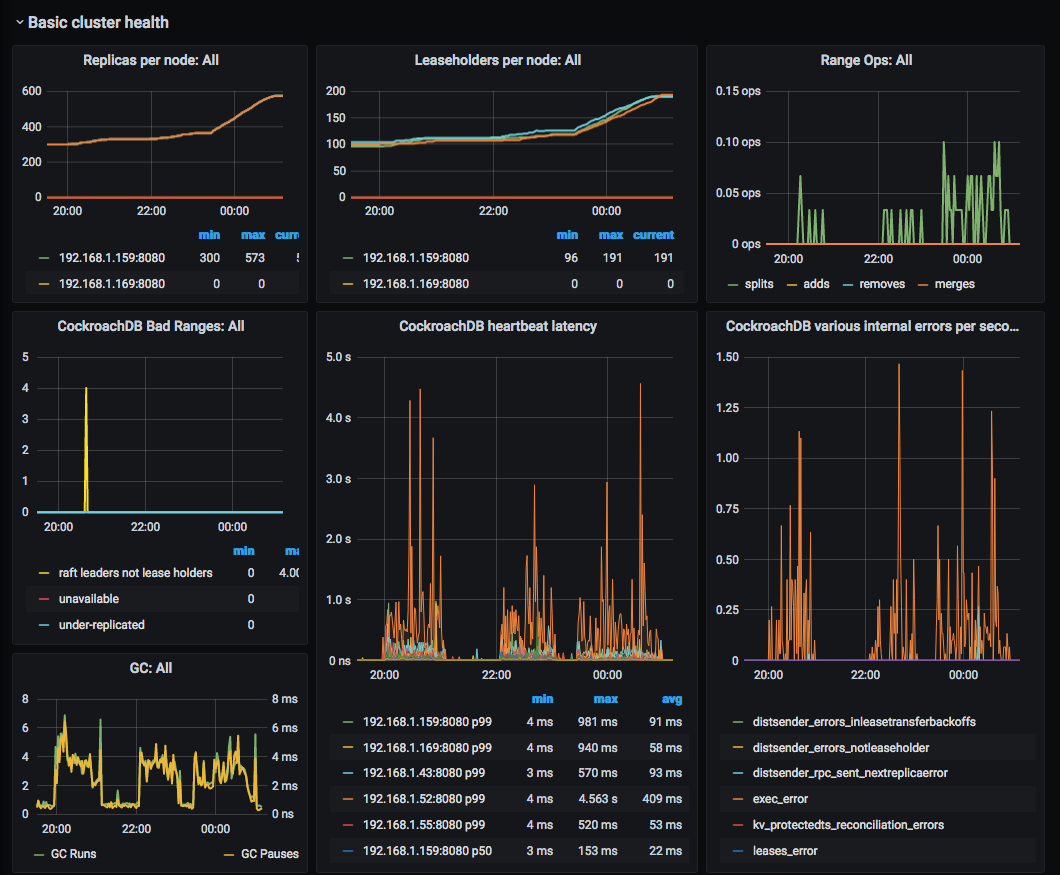 Basic cluster health
Replicas per node: All
600
400
200
0
20:00 22:00 00:00
min max curr
192.168.1.159:8080 300 573
192.168.1.169:8080 0 0
Leaseholders per node: All
200
150
100
50
0
20:00 22:00 00:00
min max current
192.168.1.159:8080 96 191 191
192.168.1.169:8080 0 0 0
Range Ops: All
0.15 ops
0.10 ops
0.05 ops
0 ops
20:00 22:00 00:00
splits adds removes merges
CockroachDB Bad Ranges: All
5
4
3
2
1
0
20:00 22:00 00:00
min ma
raft leaders not lease holders 0 4.00
unavailable 0
under-replicated 0
CockroachDB heartbeat latency
5.0 s
4.0 s
3.0 s
2.0 s
1.0 s
0 ns
20:00 22:00 00:00
min max avg
192.168.1.159:8080 p99 4 ms 981 ms 91 ms
192.168.1.169:8080 p99 4 ms 940 ms 58 ms
192.168.1.43:8080 p99 3 ms 570 ms 93 ms
192.168.1.52:8080 p99 4 ms 4.563 s 409 ms
192.168.1.55:8080 p99 4 ms 520 ms 53 ms
192.168.1.159:8080 p50 3 ms 153 ms 22 ms
CockroachDB various internal errors per seco...
1.50
1.25
1.00
0.75
0.50
0.25
0
20:00 22:00 00:00
distsender_errors_inleasetransferbackoffs
distsender_errors_notleaseholder
distsender_rpc_sent_nextreplicaerror
exec_error
kv_protectedts_reconciliation_errors
leases_error
GC: All
8 8 ms
6 6 ms
4 4 ms
2 2 ms
0 0 ns
20:00 22:00 00:00
GC Runs GC Pauses